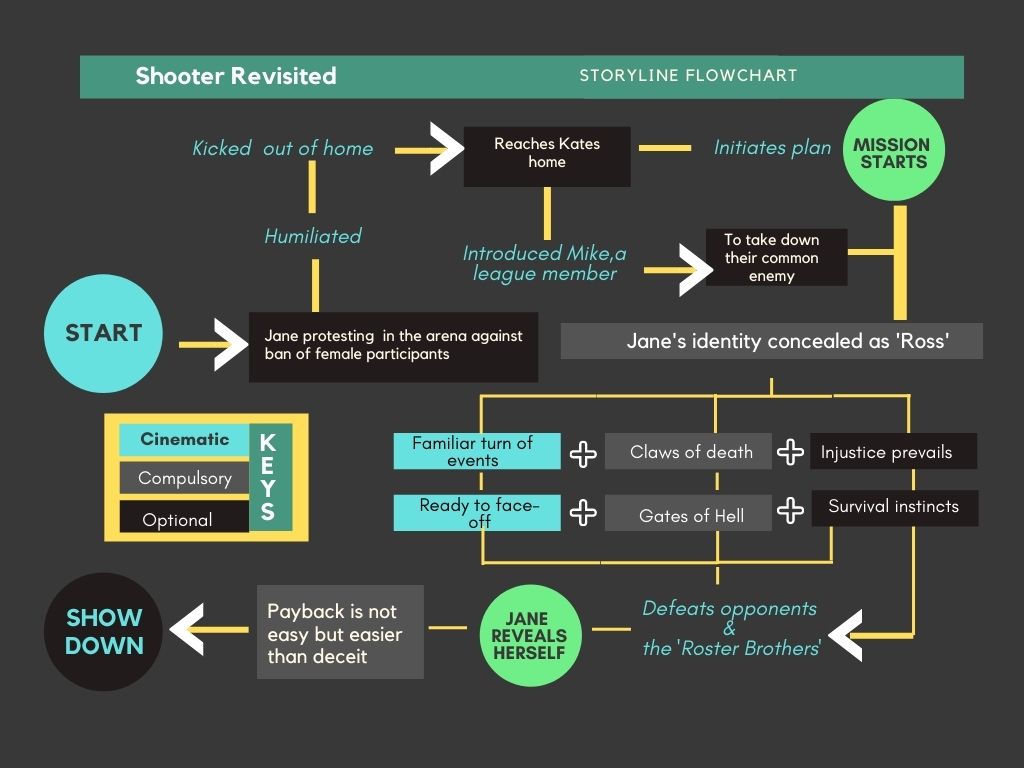 Shooter Revisited
STORYLINE FLOWCHART
Kicked out of home
Reaches Kates
home
Initiates plan
MISSION
STARTS
Humiliated
Introduced Mike,a
league member
To take down
their common
enemy
START
Jane protesting in the arena against
ban of female participants
Jane's identity concealed as 'Ross'
Cinematic
Compulsory
Optional
KEYS
Familiar turn of
events
Claws of death
Injustice prevails
Ready to face-
off
Gates of Hell
Survival instincts
SHOW
DOWN
Payback is not
easy but easier
than deceit
JANE
REVEALS
HERSELF
Defeats opponents
&
the 'Roster Brothers'